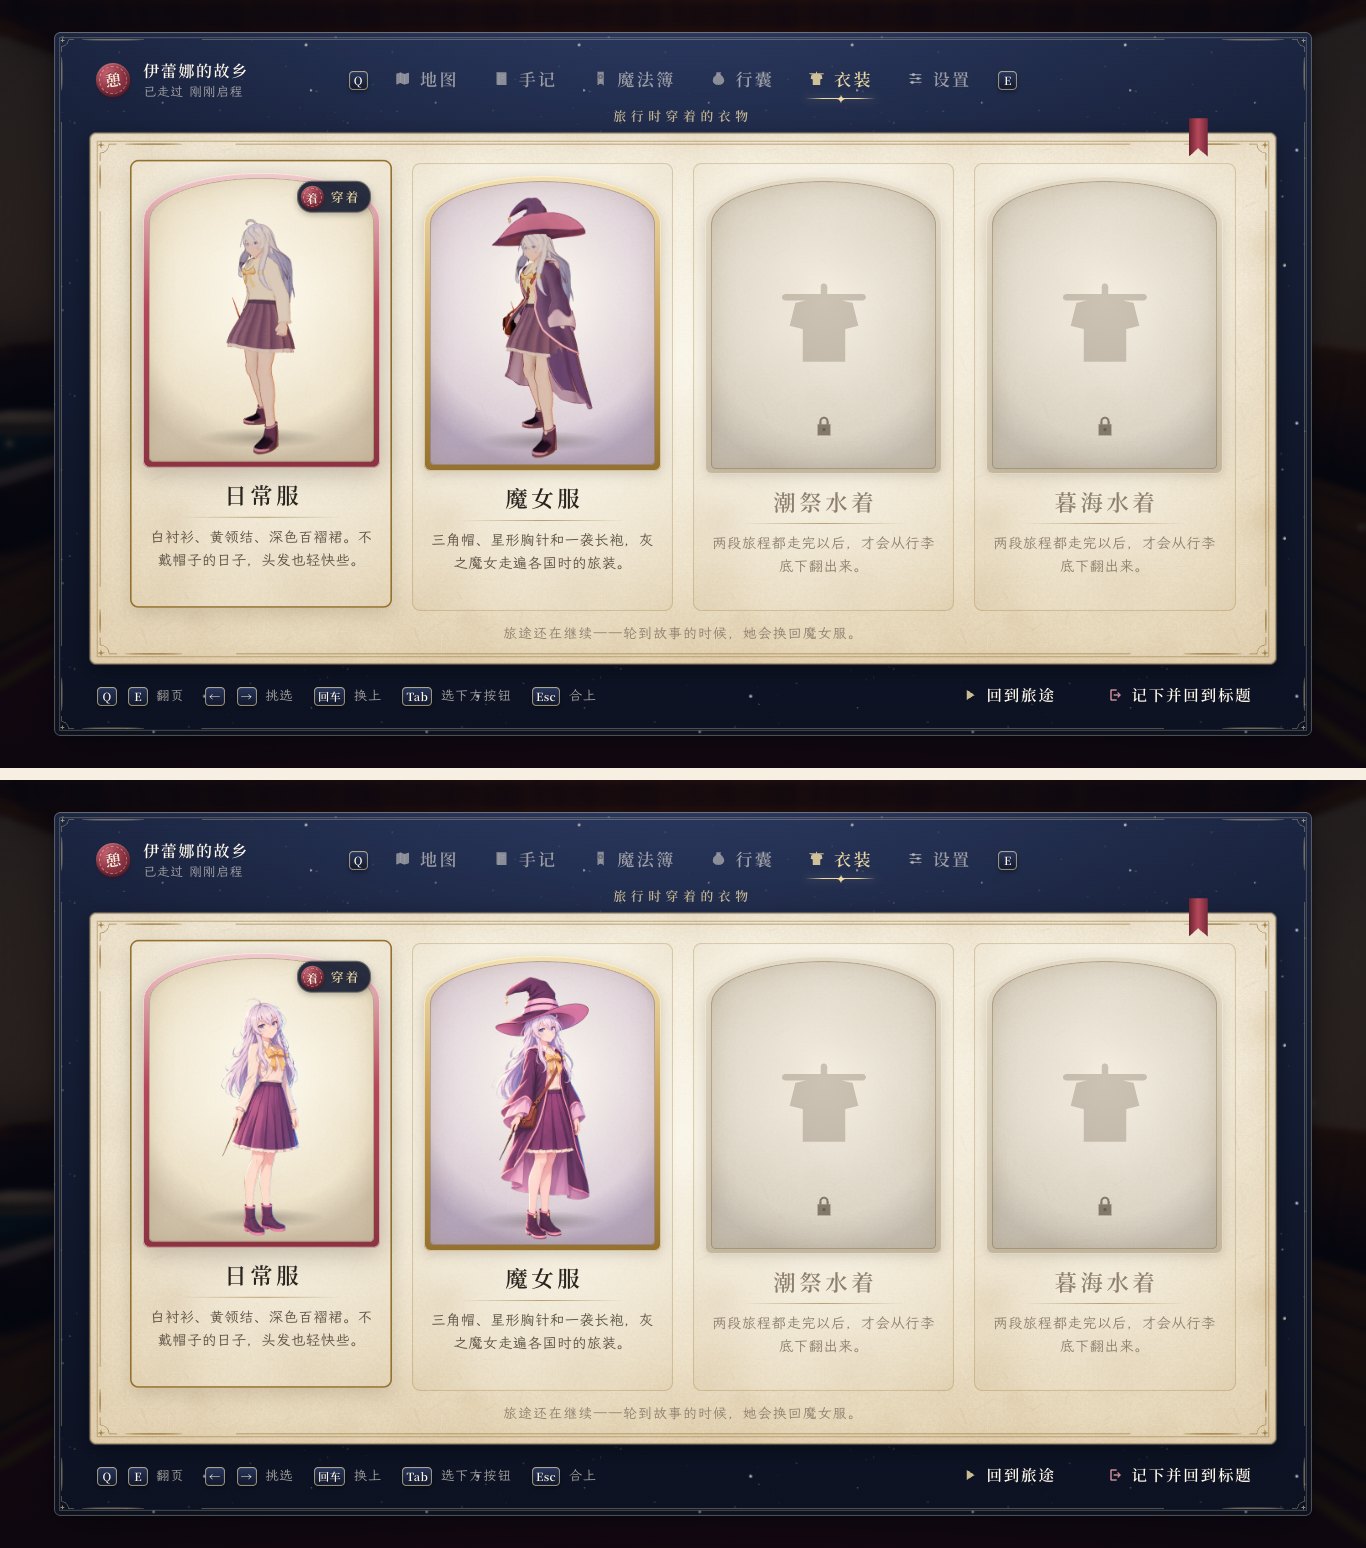 憩
伊蕾娜的故乡
已走过 刚刚启程
Q 地图 手记 魔法簿 行囊 衣装 设置 E
旅行时穿着的衣物
着 穿着
日常服
白衬衫、黄领结、深色百褶裙。不
戴帽子的日子，头发也轻快些。
魔女服
三角帽、星形胸针和一袭长袍，灰
之魔女走遍各国时的旅装。
潮祭水着
两段旅程都走完以后，才会从行李
底下翻出来。
暮海水着
两段旅程都走完以后，才会从行李
底下翻出来。
旅途还在继续——轮到故事的时候，她会换回魔女服。
Q E 翻页 ← → 挑选 回车 换上 Tab 选下方按钮 Esc 合上
回到旅途 记下并回到标题
憩
伊蕾娜的故乡
已走过 刚刚启程
Q 地图 手记 魔法簿 行囊 衣装 设置 E
旅行时穿着的衣物
着 穿着
日常服
白衬衫、黄领结、深色百褶裙。不
戴帽子的日子，头发也轻快些。
魔女服
三角帽、星形胸针和一袭长袍，灰
之魔女走遍各国时的旅装。
潮祭水着
两段旅程都走完以后，才会从行李
底下翻出来。
暮海水着
两段旅程都走完以后，才会从行李
底下翻出来。
旅途还在继续——轮到故事的时候，她会换回魔女服。
Q E 翻页 ← → 挑选 回车 换上 Tab 选下方按钮 Esc 合上
回到旅途 记下并回到标题